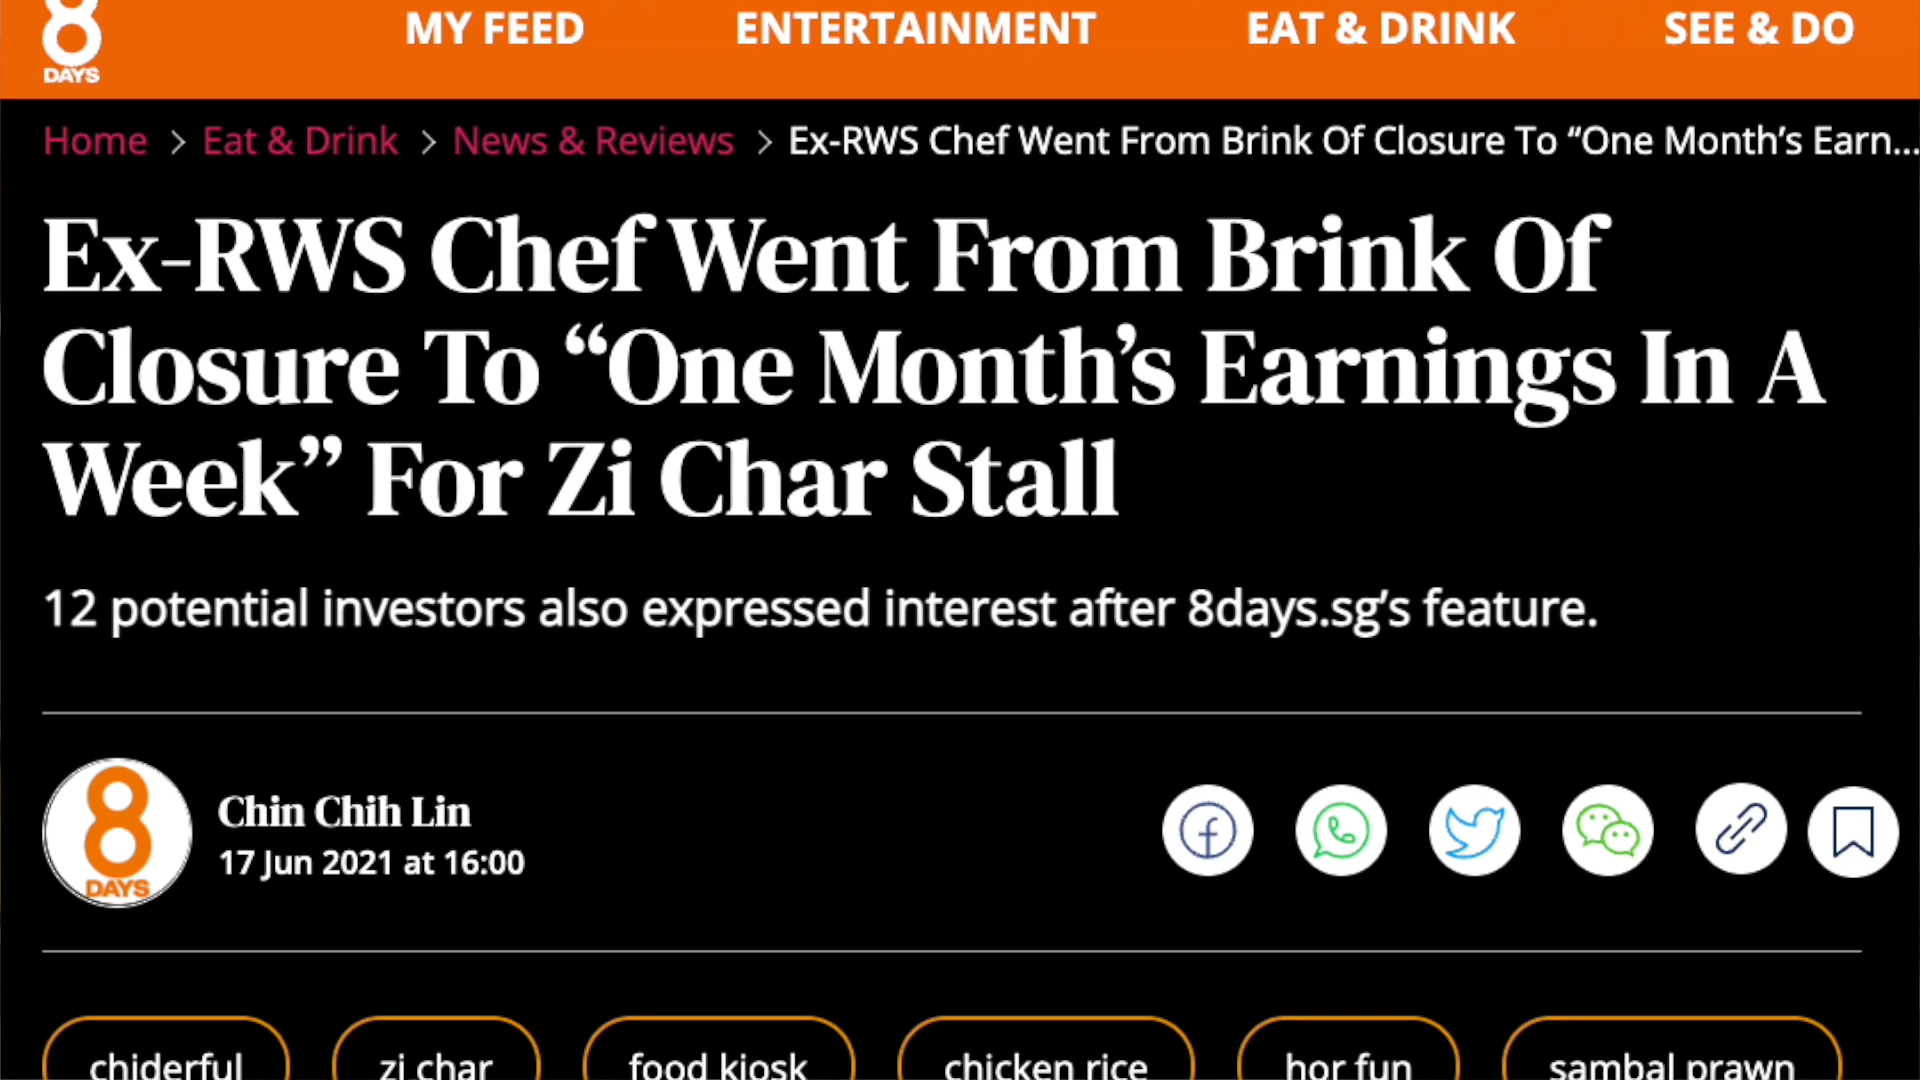 8
DAYS
MY FEED
ENTERTAINMENT
EAT & DRINK
SEE & DO
Home > Eat & Drink > News & Reviews > Ex-RWS Chef Went From Brink Of Closure To “One Month’s Earn...
Ex-RWS Chef Went From Brink Of
Closure To “One Month’s Earnings In A
Week” For Zi Char Stall
12 potential investors also expressed interest after 8days.sg’s feature.
8
DAYS
Chin Chih Lin
17 Jun 2021 at 16:00
chiderful
zi char
food kiosk
chicken rice
hor fun
sambal prawn